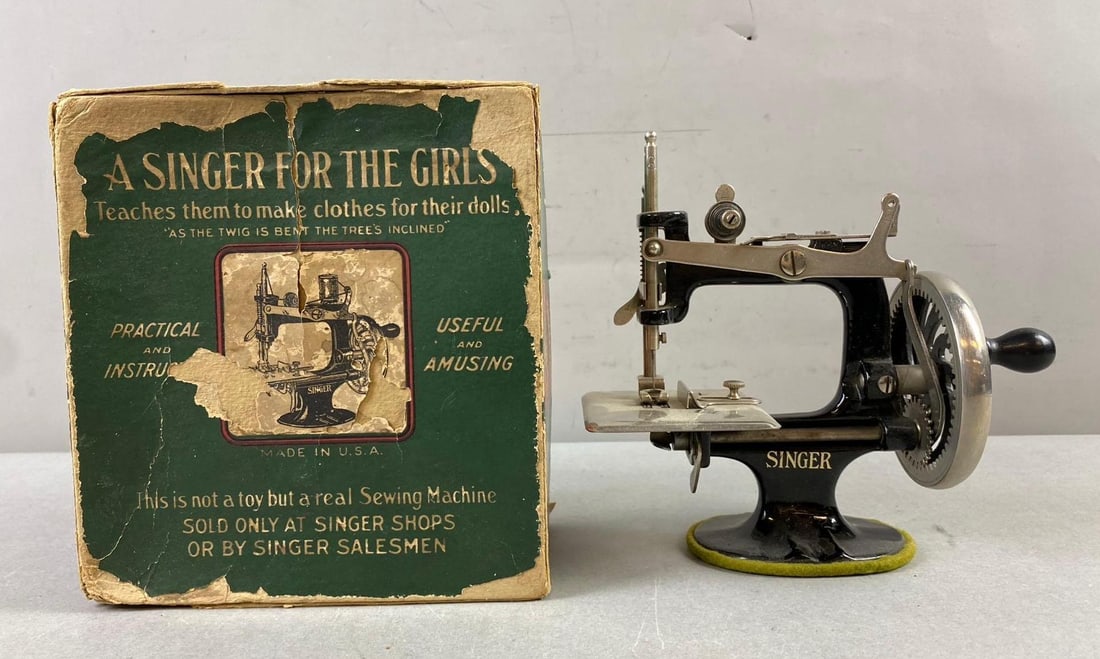 A SINGER FOR THE GIRLS
Teaches them to make clothes for their dolls
"AS THE TWIG IS BENT THE TREE'S INCLINED"
PRACTICAL
AND
INSTRUC
USEFUL
AND
AMUSING
SINGER
MADE IN U.S.A.
This is not a toy but a real Sewing Machine
SOLD ONLY AT SINGER SHOPS
OR BY SINGER SALESMEN
SINGER